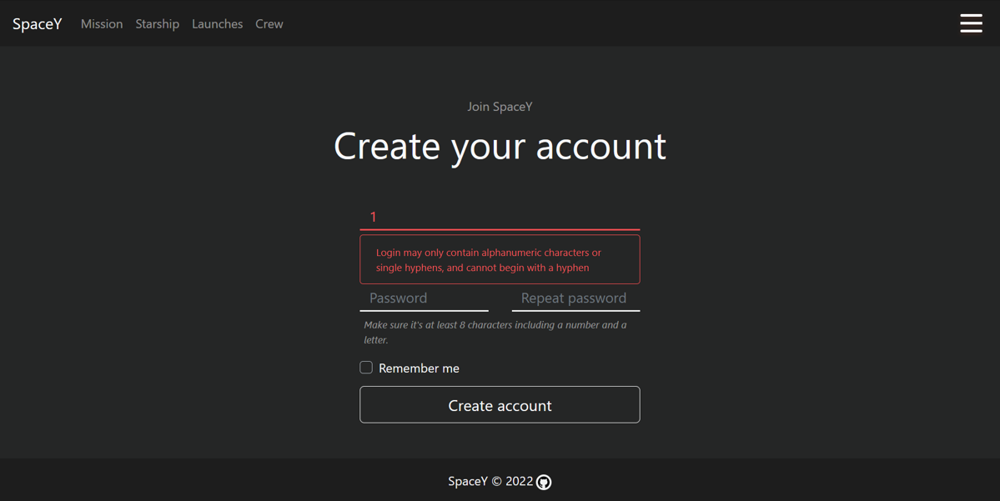 SpaceY Mission Starship Launches Crew
Join SpaceY
Create your account
1
Login may only contain alphanumeric characters or
single hyphens, and cannot begin with a hyphen
Password Repeat password
Make sure it's at least 8 characters including a number and a
letter.
Remember me
Create account
SpaceY © 2022